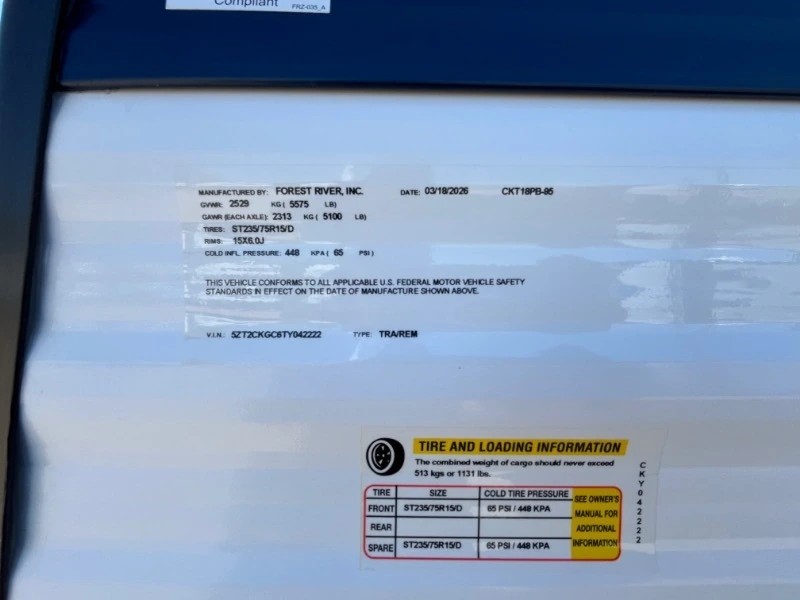 Compliant FRZ-035_A
MANUFACTURED BY: FOREST RIVER, INC. DATE: 03/18/2026 CKT18PB-95
GVWR: 2529 KG ( 5575 LB)
GAWR (EACH AXLE): 2313 KG ( 5100 LB)
TIRES: ST235/75R15/D
RIMS: 15X6.0J
COLD INFL. PRESSURE: 448 KPA ( 65 PSI )
THIS VEHICLE CONFORMS TO ALL APPLICABLE U.S. FEDERAL MOTOR VEHICLE SAFETY
STANDARDS IN EFFECT ON THE DATE OF MANUFACTURE SHOWN ABOVE.
V.I.N.: 5ZT2CKGC6TY042222 TYPE: TRA/REM
TIRE AND LOADING INFORMATION
The combined weight of cargo should never exceed
513 kgs or 1131 lbs.
TIRE SIZE COLD TIRE PRESSURE
FRONT ST235/75R15/D 65 PSI / 448 KPA
REAR
SPARE ST235/75R15/D 65 PSI / 448 KPA
SEE OWNER'S
MANUAL FOR
ADDITIONAL
INFORMATION
CKY042222